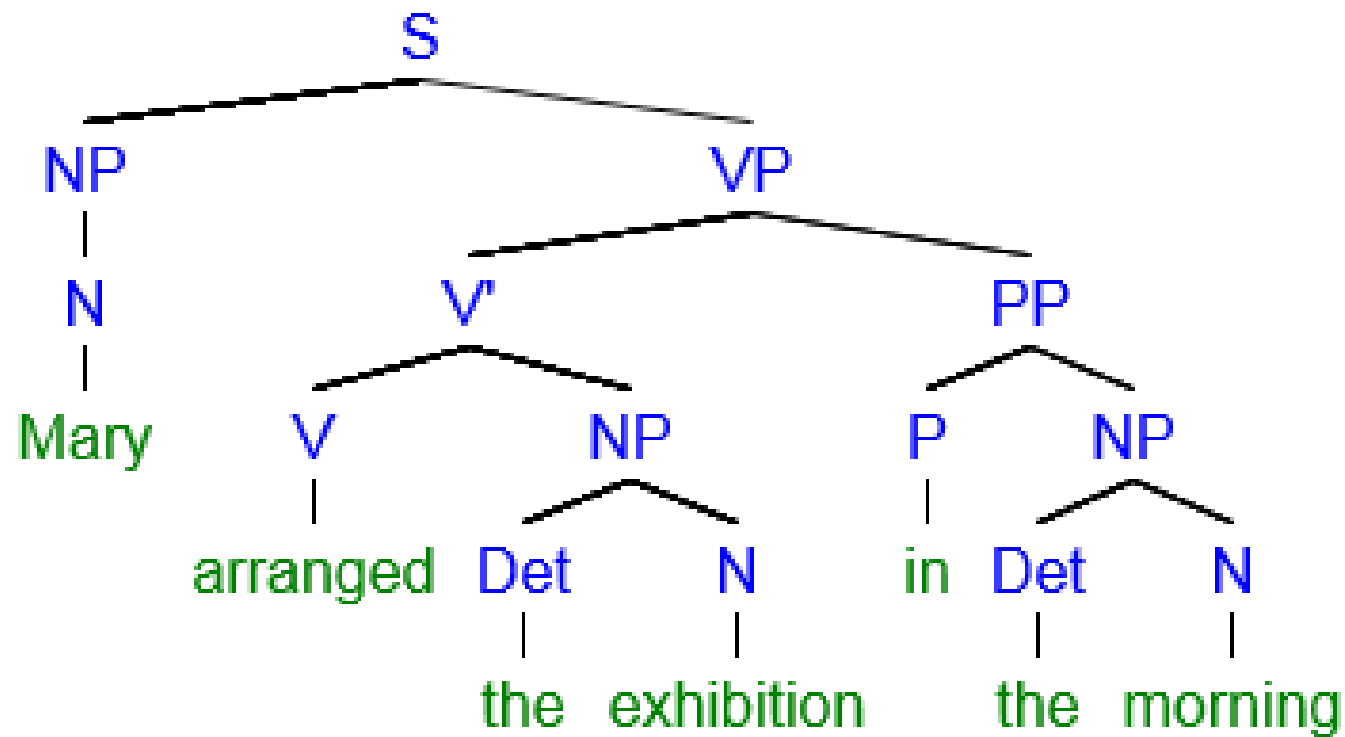 S
NP VP
N V' PP
Mary V NP P NP
arranged Det N in Det N
the exhibition the morning